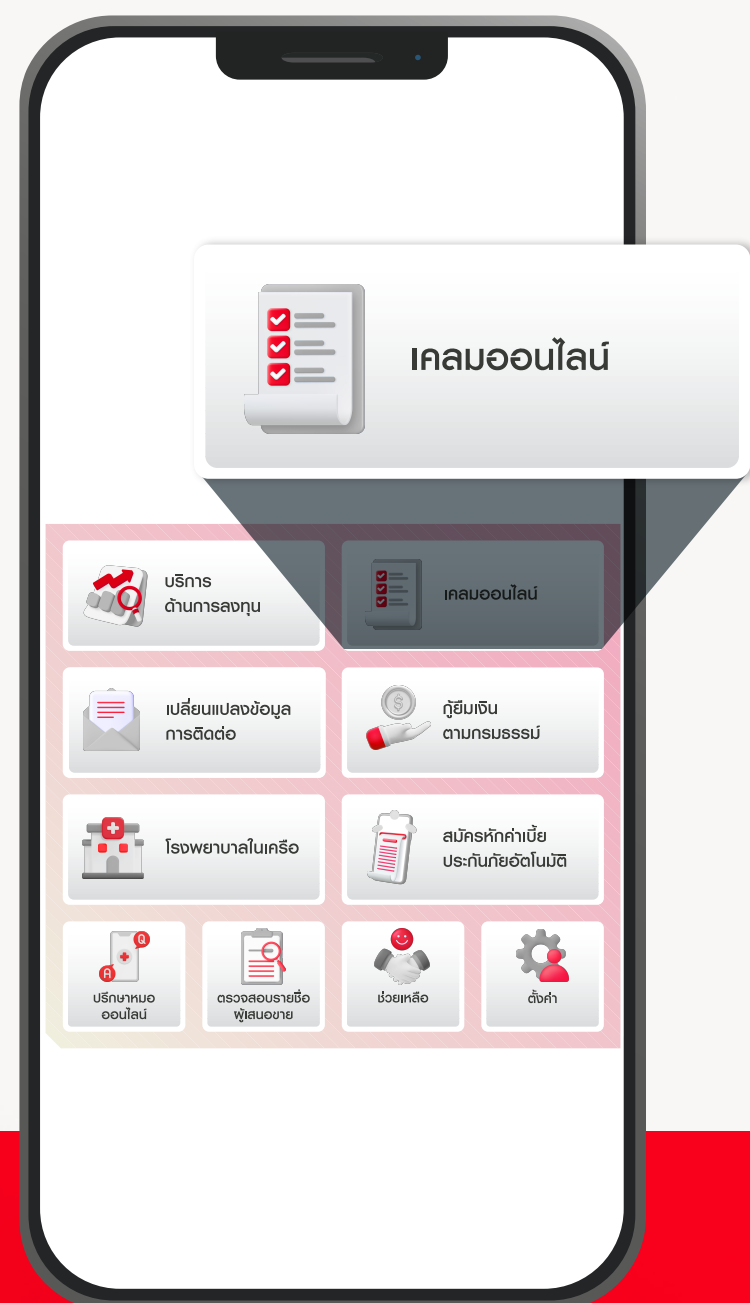 เคลมออนไลน์
บริการ
ด้านการลงทุน
เคลมออนไลน์
เปลี่ยนแปลงข้อมูล
การติดต่อ
กู้ยืมเงิน
ตามกรมธรรม์
โรงพยาบาลในเครือ
สมัครหักค่าเบี้ย
ประกันภัยอัตโนมัติ
Q
A
ปรึกษาหมอ
ออนไลน์
ตรวจสอบรายชื่อ
ผู้เสนอขาย
ช่วยเหลือ
ตั้งค่า